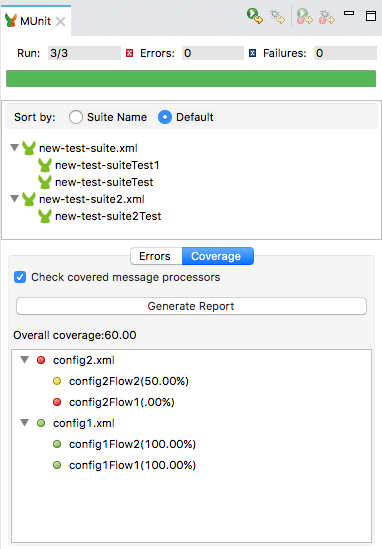 MUnit
Run: 3/3 Errors: 0 Failures: 0
Sort by: Suite Name Default
new-test-suite.xml
new-test-suiteTest1
new-test-suiteTest
new-test-suite2.xml
new-test-suite2Test
Errors Coverage
Check covered message processors
Generate Report
Overall coverage:60.00
config2.xml
config2Flow2(50.00%)
config2Flow1(.00%)
config1.xml
config1Flow2(100.00%)
config1Flow1(100.00%)